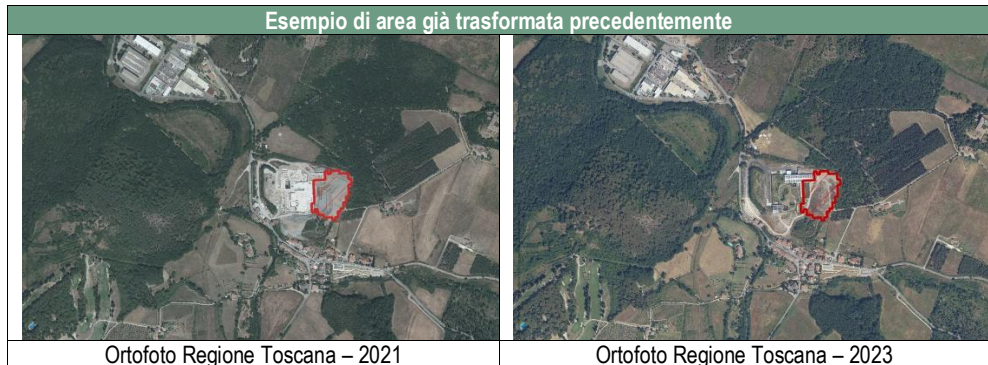 Esempio di area già trasformata precedentemente
Ortofoto Regione Toscana – 2021
Ortofoto Regione Toscana – 2023